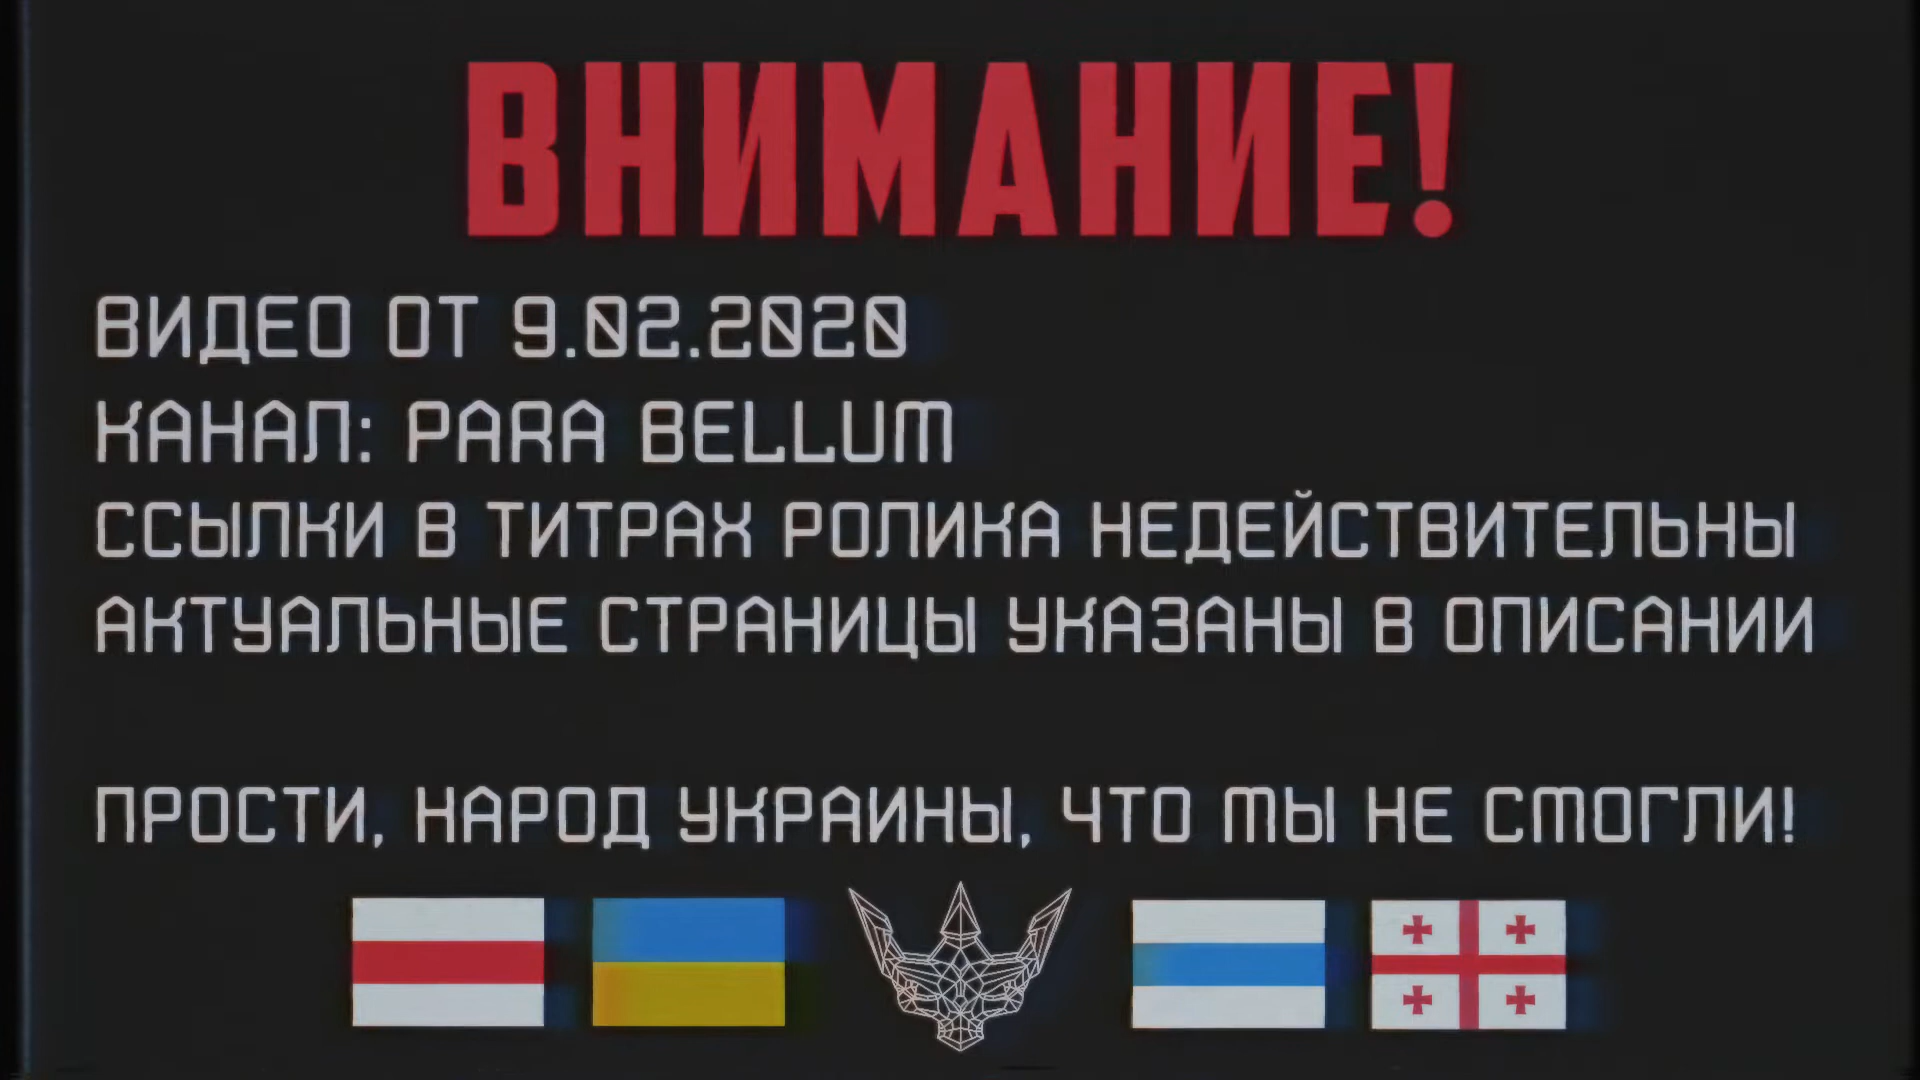 ВНИМАНИЕ!
ВИДЕО ОТ 9.02.2020
КАНАЛ: PARA BELLUM
ССЫЛКИ В ТИТРАХ РОЛИКА НЕДЕЙСТВИТЕЛЬНЫ
АКТУАЛЬНЫЕ СТРАНИЦЫ УКАЗАНЫ В ОПИСАНИИ
ПРОСТИ, НАРОД УКРАИНЫ, ЧТО МЫ НЕ СМОГЛИ!